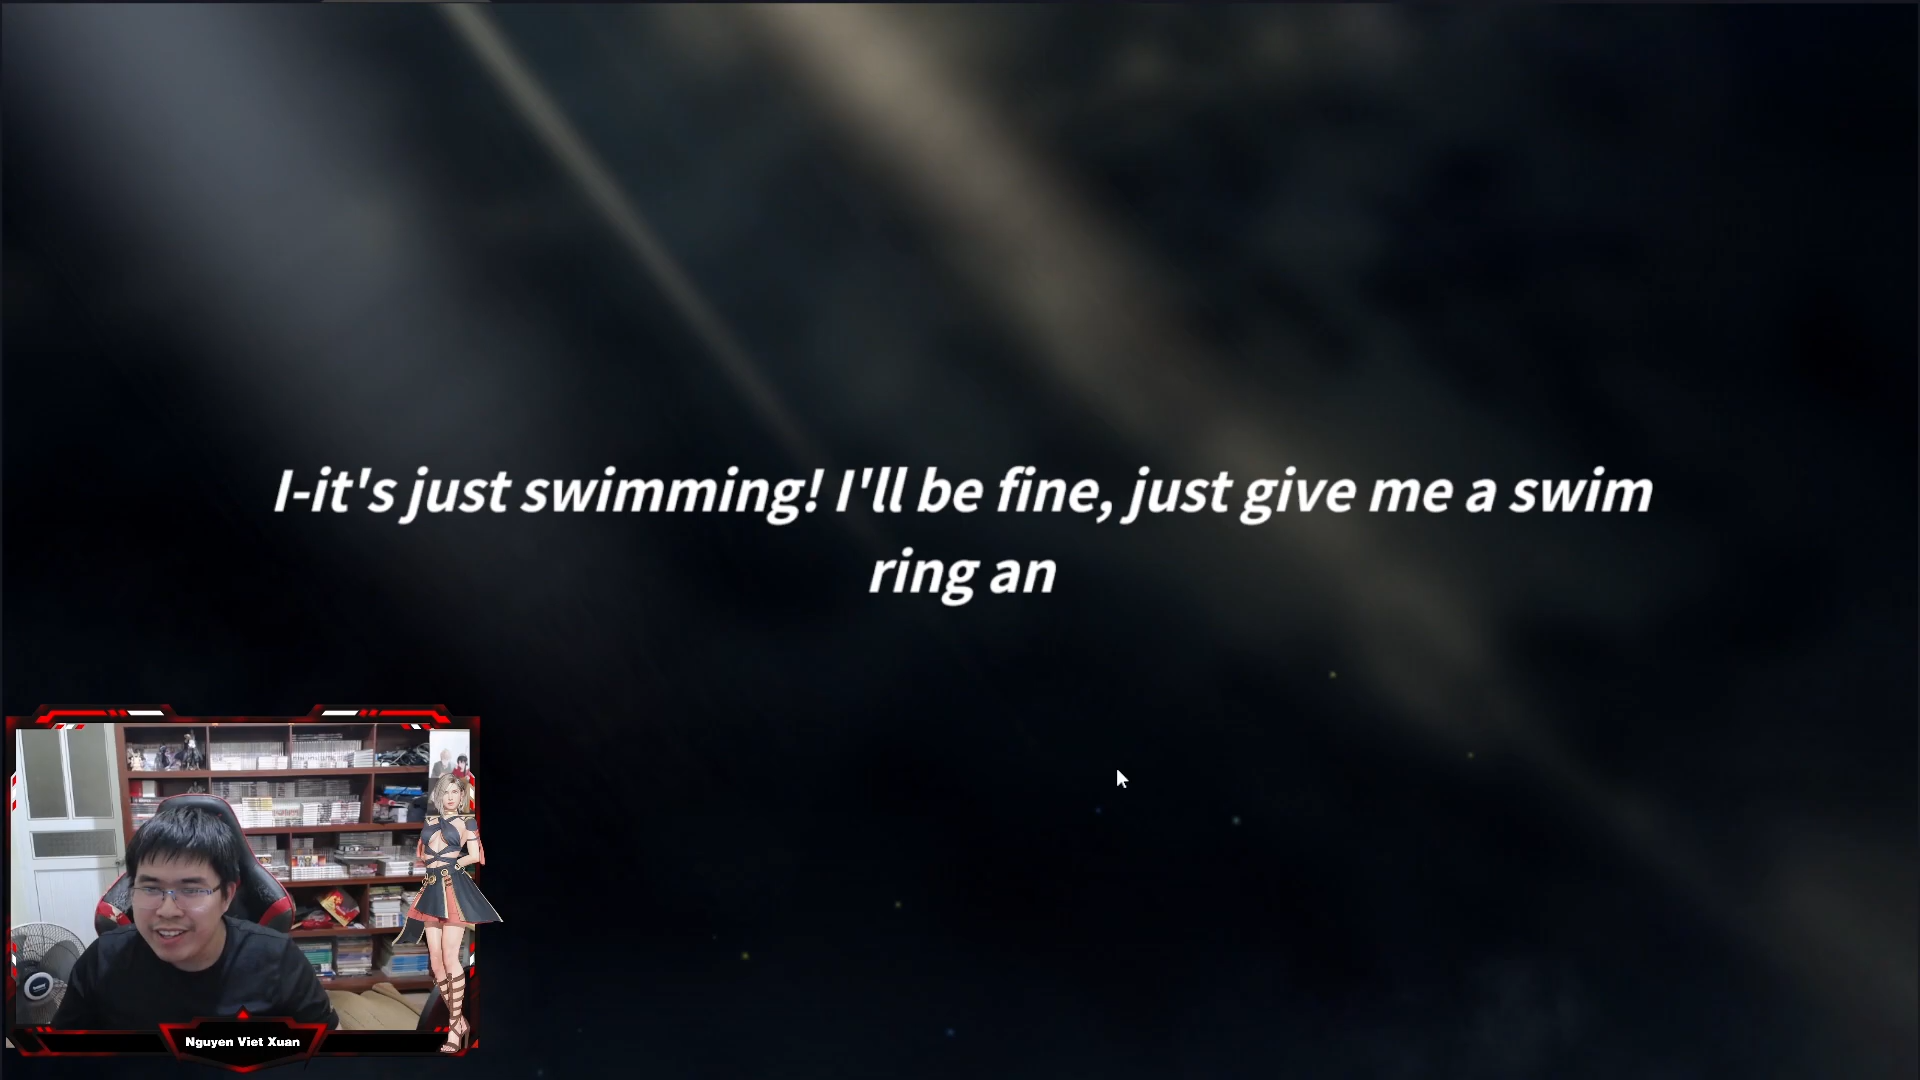 I-it's just swimming! I'll be fine, just give me a swim
ring an
Nguyen Viet Xuan